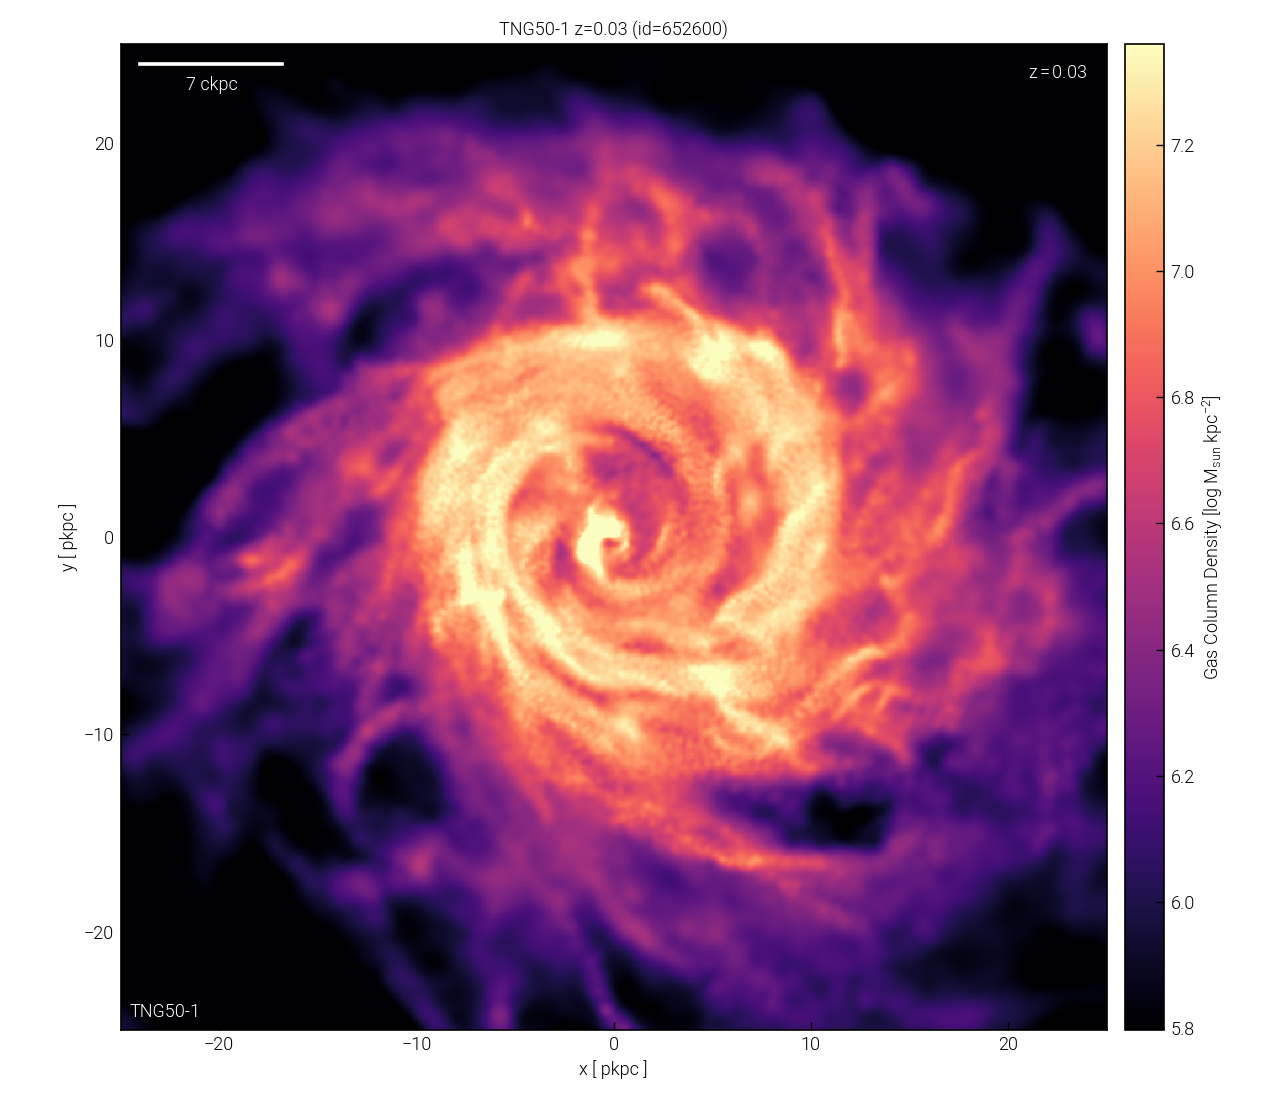 TNG50-1 z=0.03 (id=652600)
7 ckpc
z = 0.03
20
10
0
−10
−20
y [ pkpc ]
TNG50-1
−20
−10
0
10
20
x [ pkpc ]
7.2
7.0
6.8
6.6
6.4
6.2
6.0
5.8
Gas Column Density [log M_sun kpc⁻²]